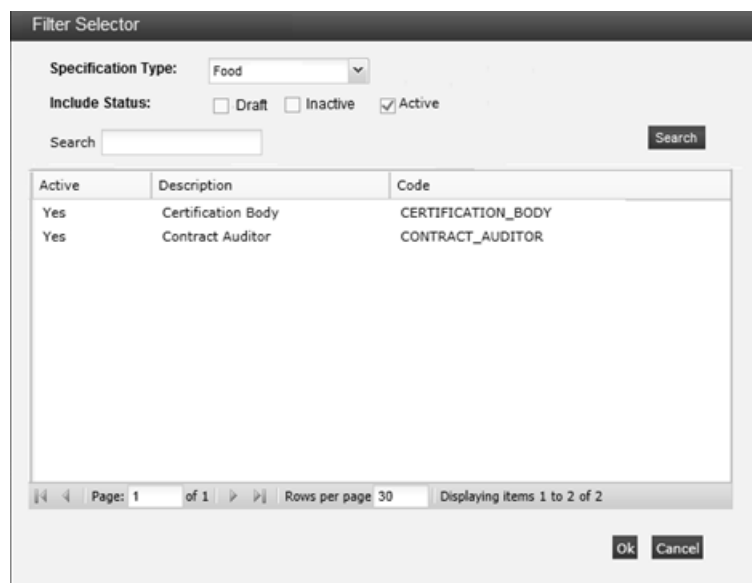 Filter Selector
Specification Type: Food
Include Status: Draft Inactive Active
Search Search
Active Description Code
Yes Certification Body CERTIFICATION_BODY
Yes Contract Auditor CONTRACT_AUDITOR
Page: 1 of 1 Rows per page 30 Displaying items 1 to 2 of 2
Ok Cancel